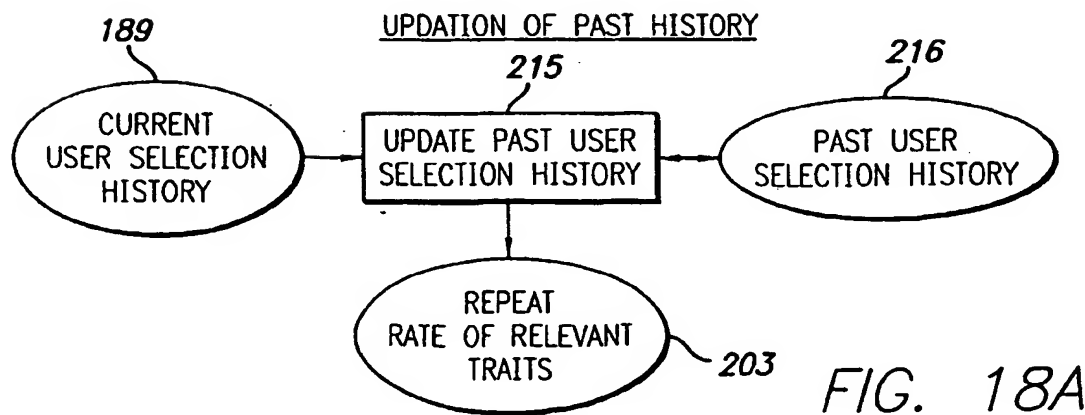 UPDATION OF PAST HISTORY
189
215
216
CURRENT
USER SELECTION
HISTORY
UPDATE PAST USER
SELECTION HISTORY
PAST USER
SELECTION HISTORY
REPEAT
RATE OF RELEVANT
TRAITS
203
FIG. 18A